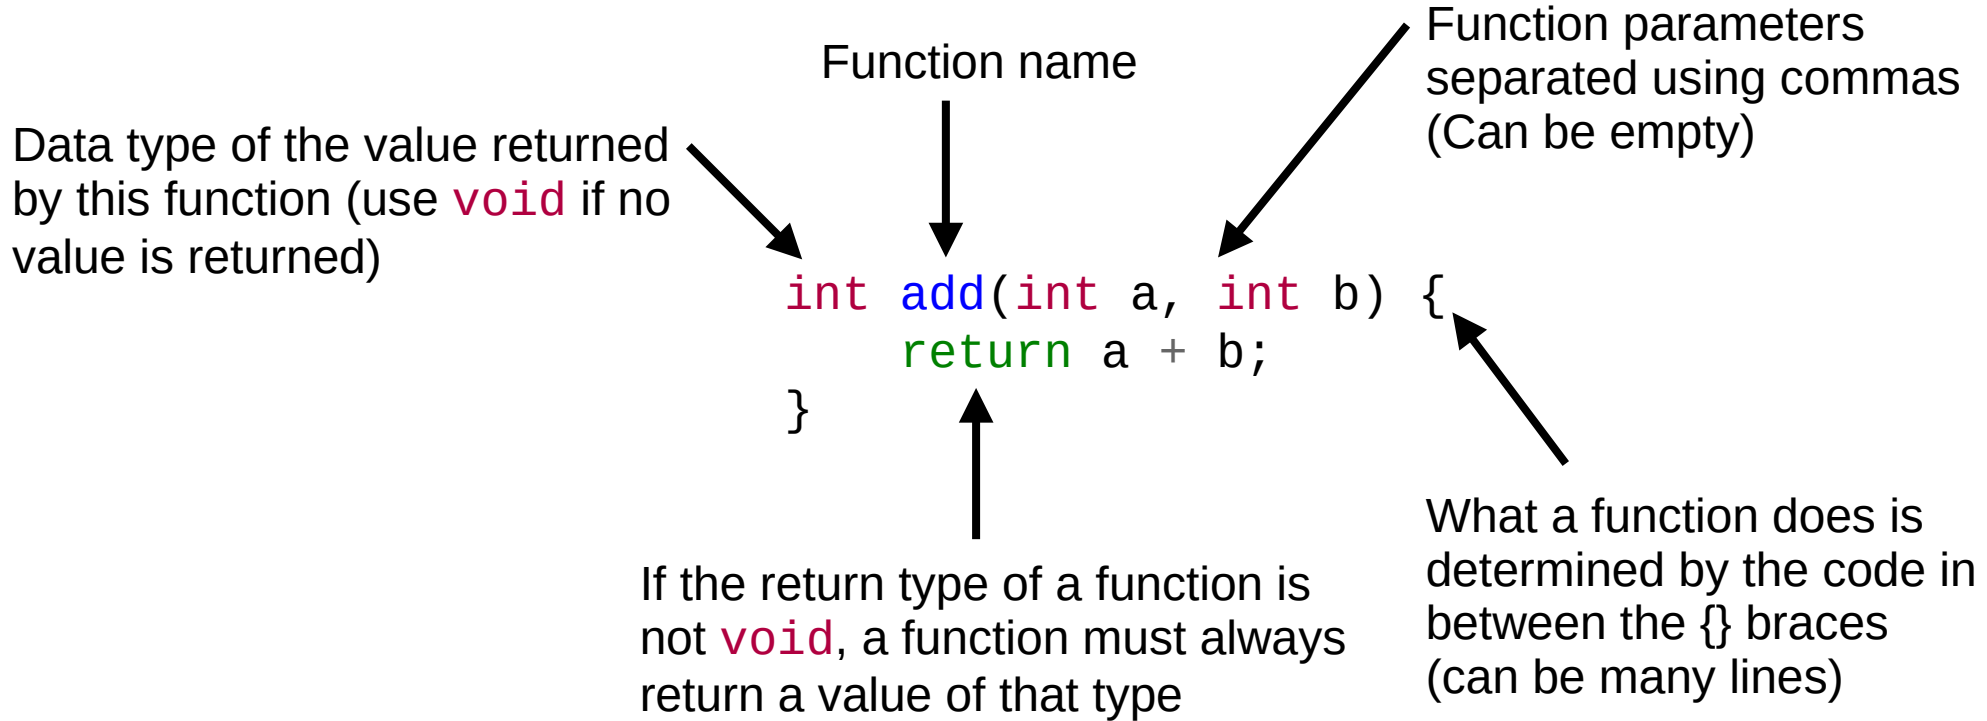 Function name
Function parameters
separated using commas
(Can be empty)
Data type of the value returned
by this function (use void if no
value is returned)
int add(int a, int b) {
    return a + b;
}
If the return type of a function is
not void, a function must always
return a value of that type
What a function does is
determined by the code in
between the {} braces
(can be many lines)